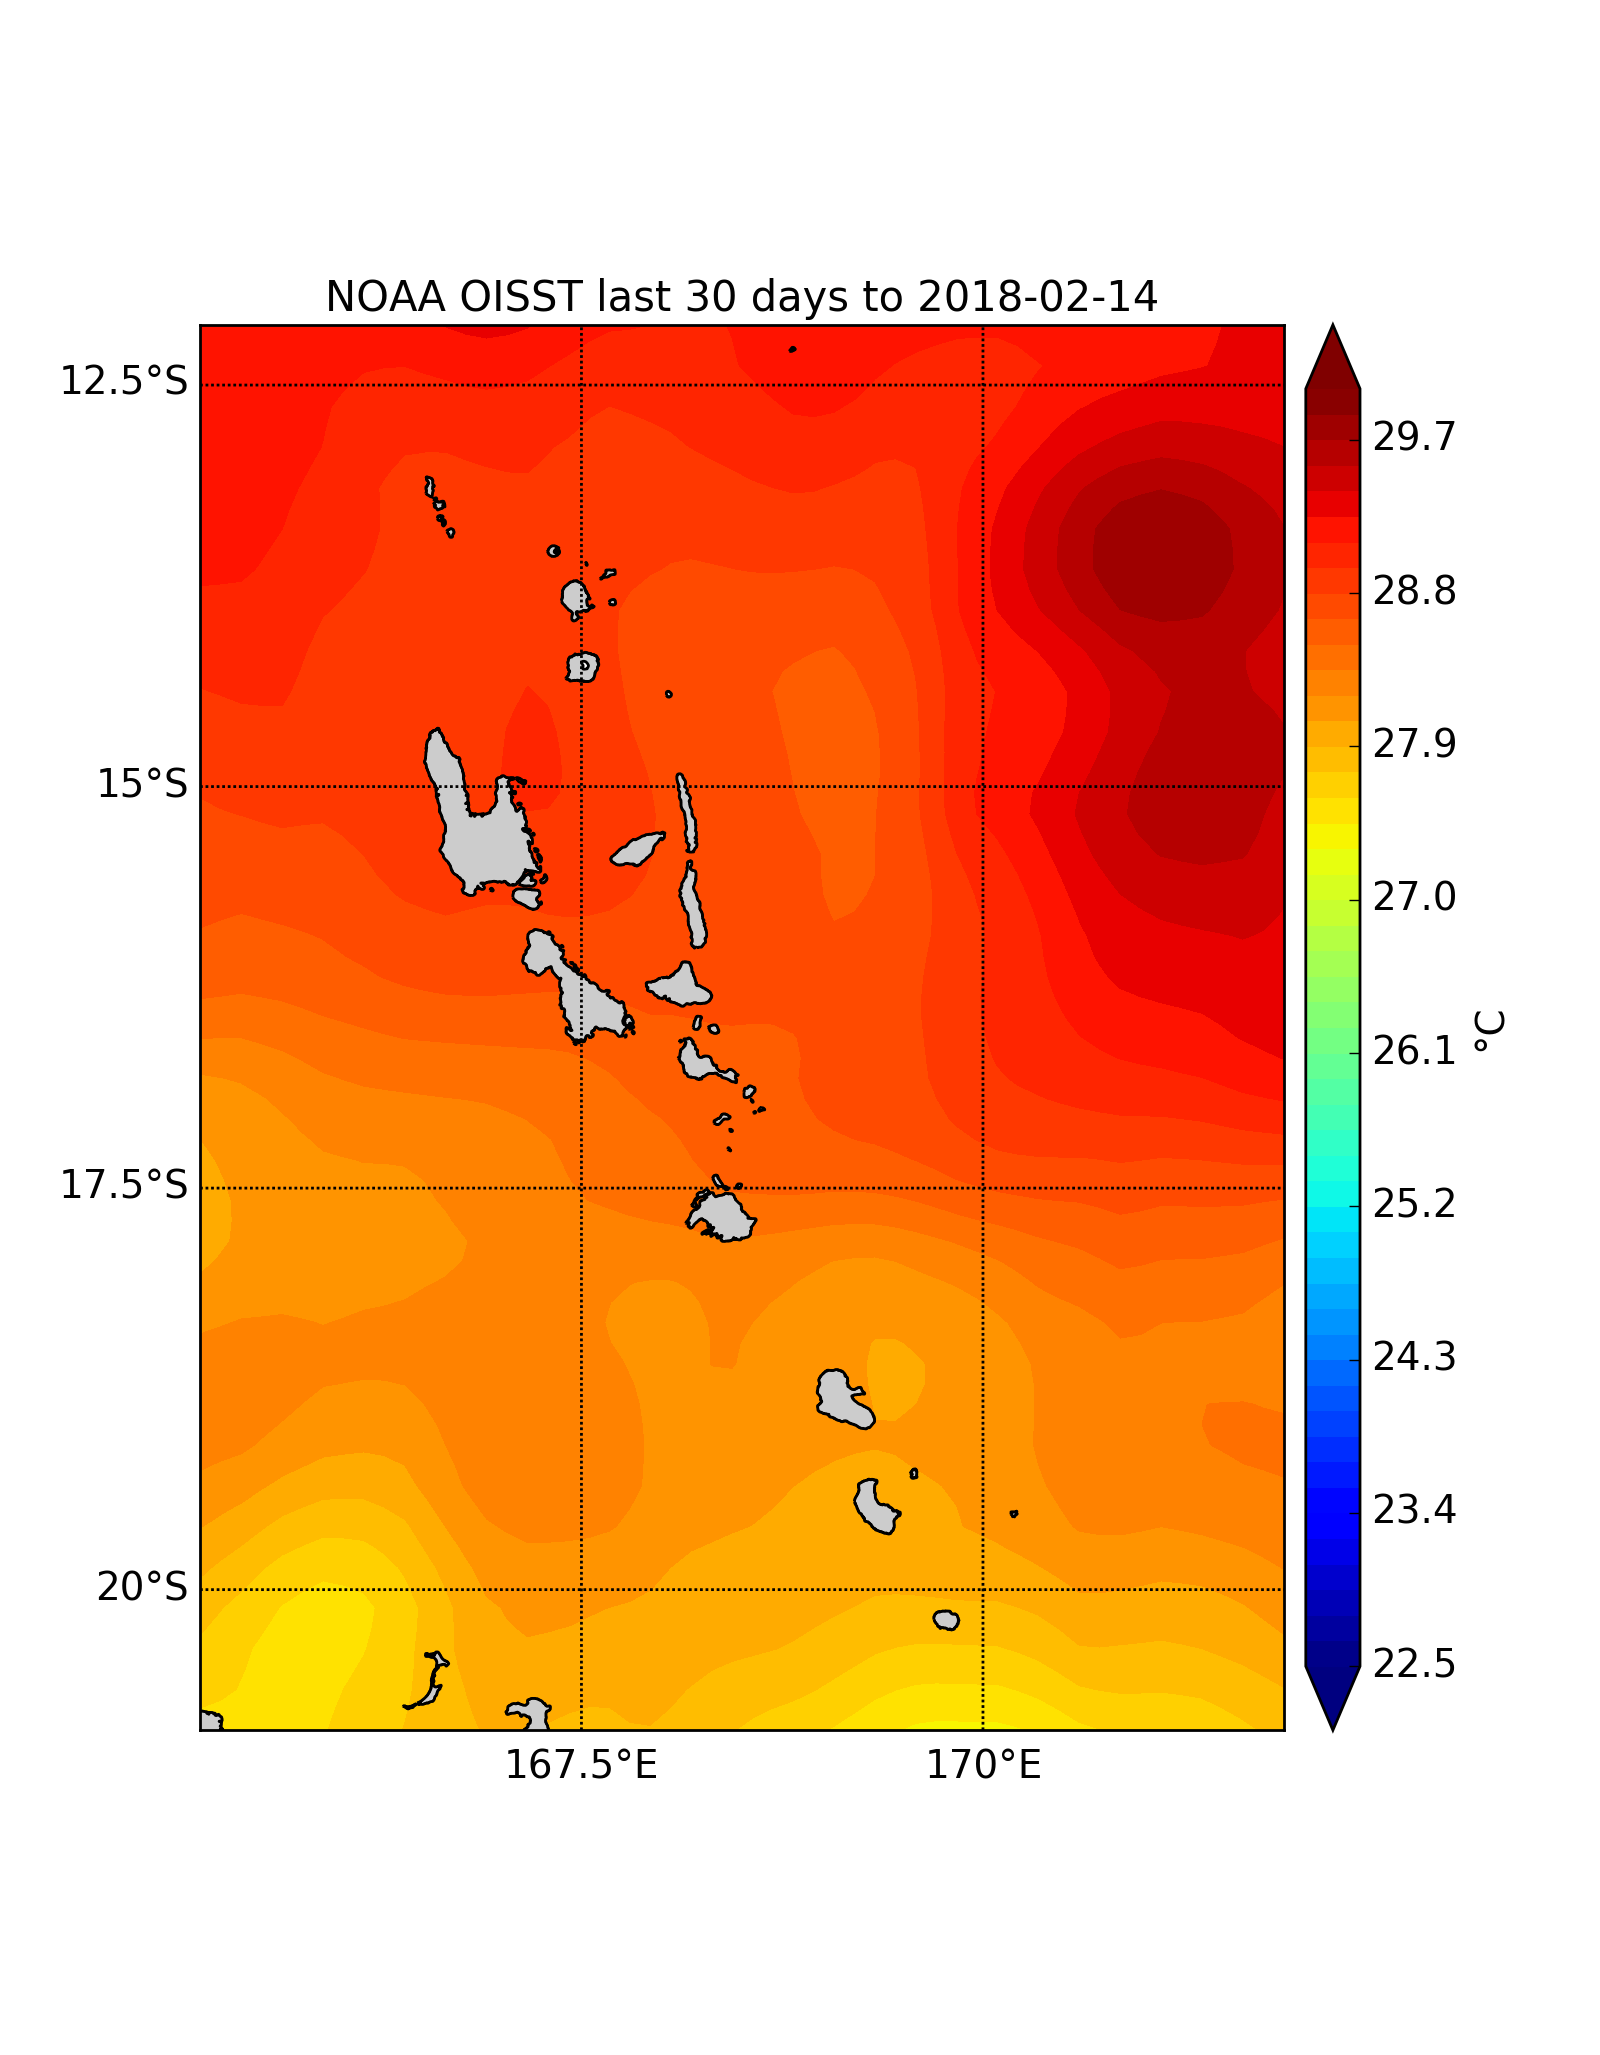 NOAA OISST last 30 days to 2018-02-14
12.5°S
15°S
17.5°S
20°S
167.5°E
170°E
29.7
28.8
27.9
27.0
26.1
25.2
24.3
23.4
22.5
°C